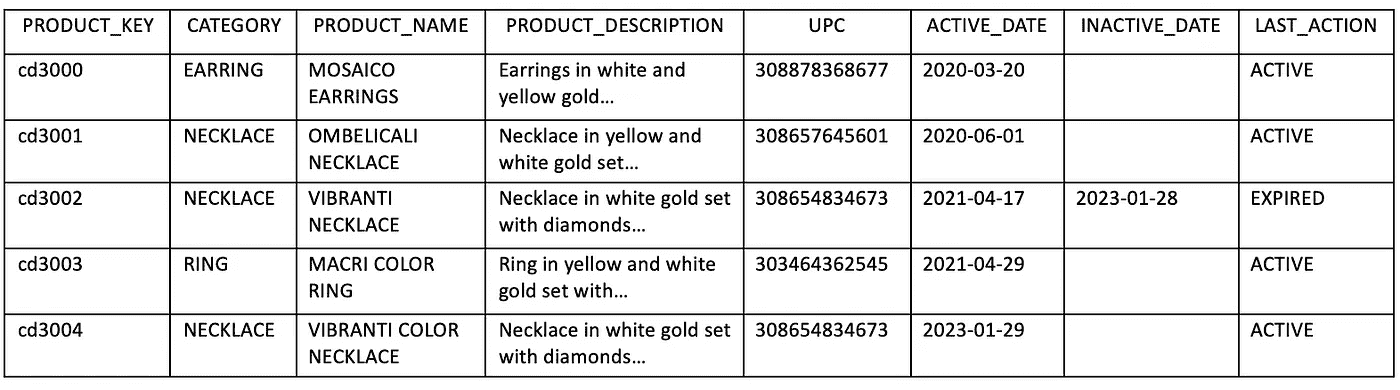 PRODUCT_KEY CATEGORY PRODUCT_NAME PRODUCT_DESCRIPTION UPC ACTIVE_DATE INACTIVE_DATE LAST_ACTION
cd3000 EARRING MOSAICO Earrings in white and 308878368677 2020-03-20 ACTIVE
EARRINGS yellow gold…
cd3001 NECKLACE OMBELICALI Necklace in yellow and 308657645601 2020-06-01 ACTIVE
NECKLACE white gold set…
cd3002 NECKLACE VIBRANTI Necklace in white gold set 308654834673 2021-04-17 2023-01-28 EXPIRED
NECKLACE with diamonds…
cd3003 RING MACRI COLOR Ring in yellow and white 303464362545 2021-04-29 ACTIVE
RING gold set with…
cd3004 NECKLACE VIBRANTI COLOR Necklace in white gold set 308654834673 2023-01-29 ACTIVE
NECKLACE with diamonds…